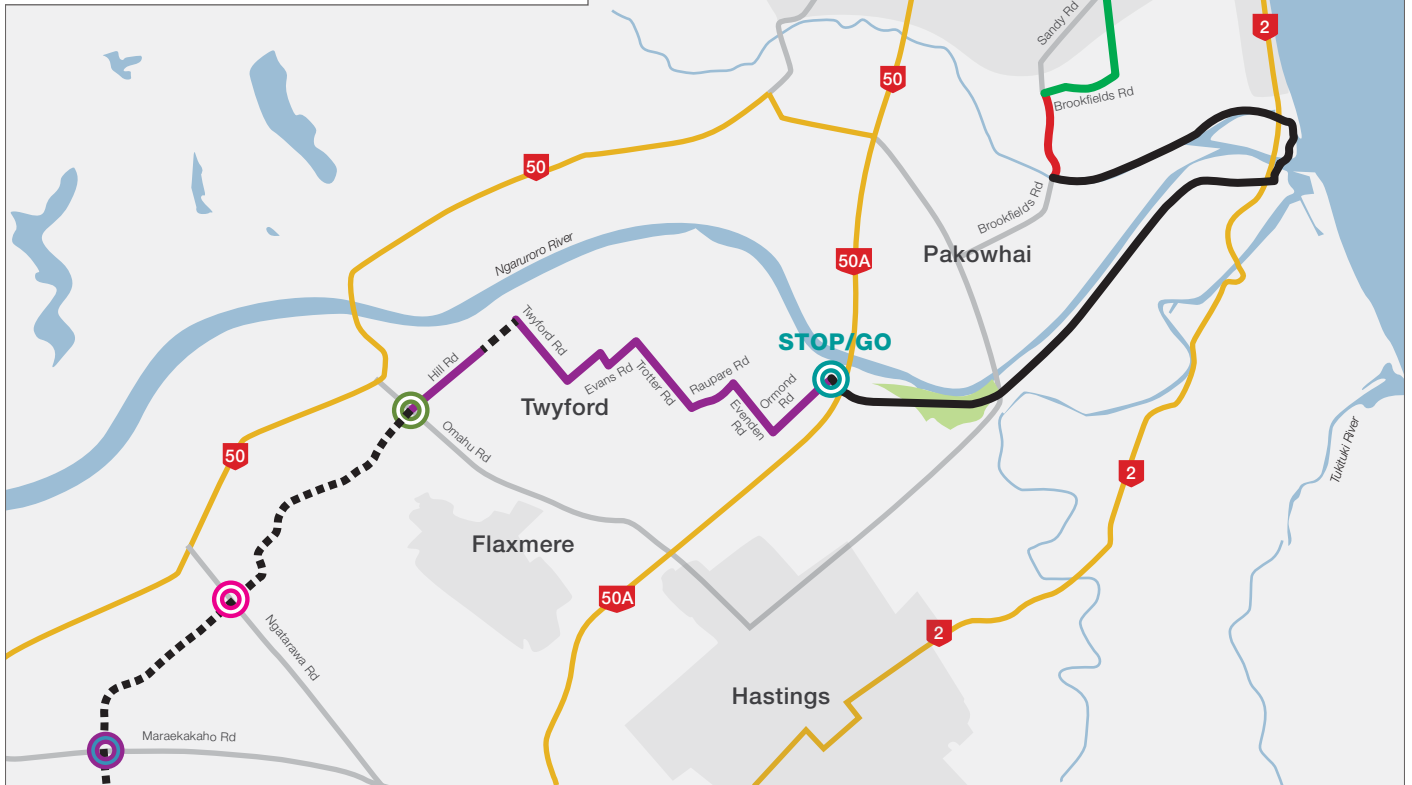 Sandy Rd
2
50
Brookfields Rd
50
Brookfield's Rd
Ngaruroro River
Pakowhai
50A
Twyford Rd
STOP/GO
Hill Rd
Evans Rd
Trotter Rd
Raupare Rd
Ormond
Rd
Evenden
Rd
Twyford
Omahu Rd
50
2
Tukituki River
Flaxmere
50A
Ngatarawa Rd
2
Hastings
Maraekakaho Rd